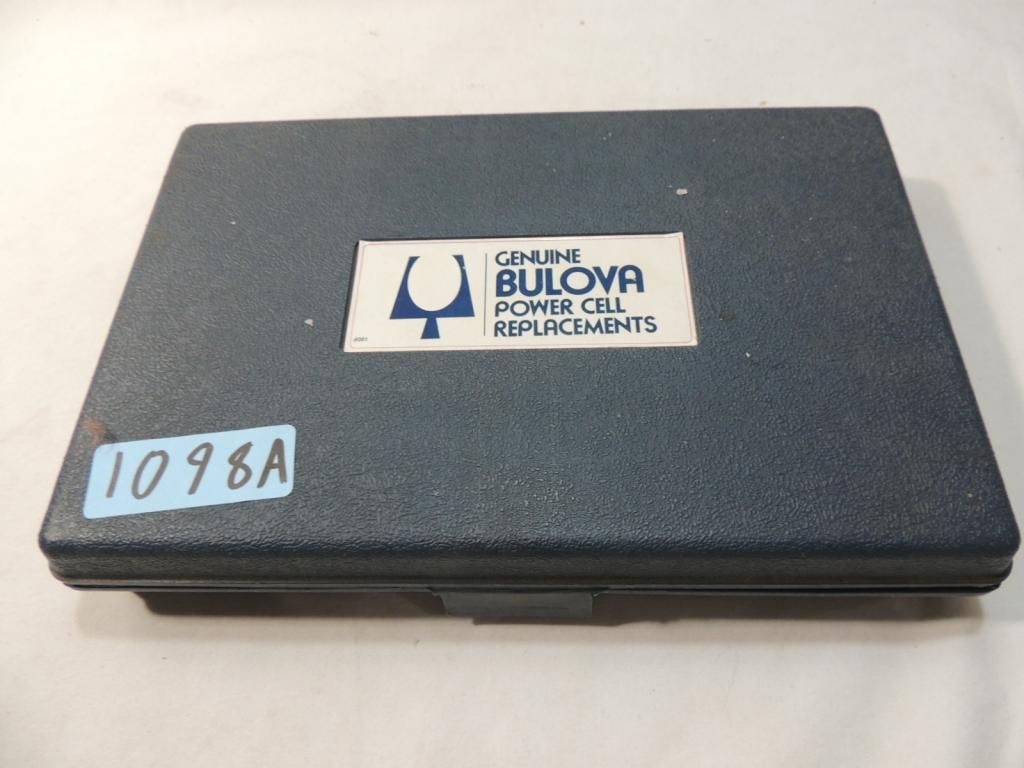 GENUINE
BULOVA
POWER CELL
REPLACEMENTS
1098A